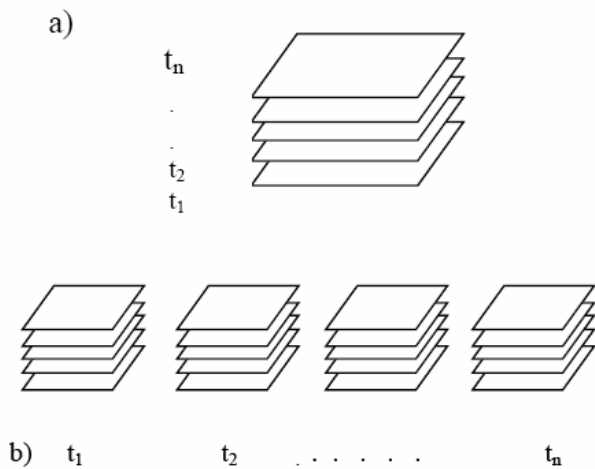 a)
tn
.
.
t2
t1
b) t1 t2 . . . . . . tn